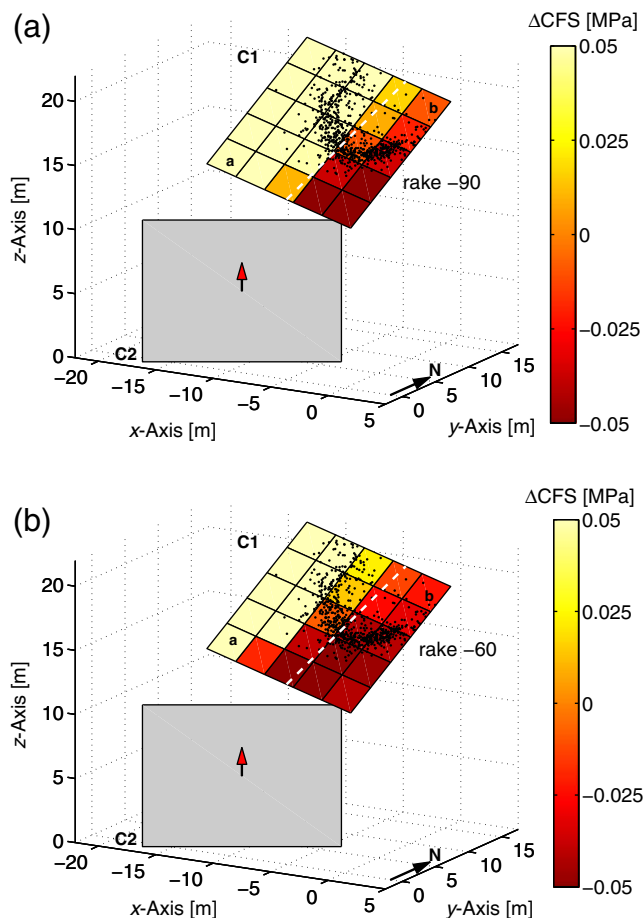 (a)
ΔCFS [MPa]
C1
0.05
20
b
15
a
rake −90
0.025
z-Axis [m]
10
0
5
C2
0
N
15
−0.025
−20
10
−15
5
−10
0
−5
0
5
−0.05
x-Axis [m]
y-Axis [m]
(b)
ΔCFS [MPa]
C1
0.05
20
b
15
a
rake −60
0.025
z-Axis [m]
10
0
5
C2
0
N
15
−0.025
−20
10
−15
5
−10
0
−5
0
5
−0.05
x-Axis [m]
y-Axis [m]